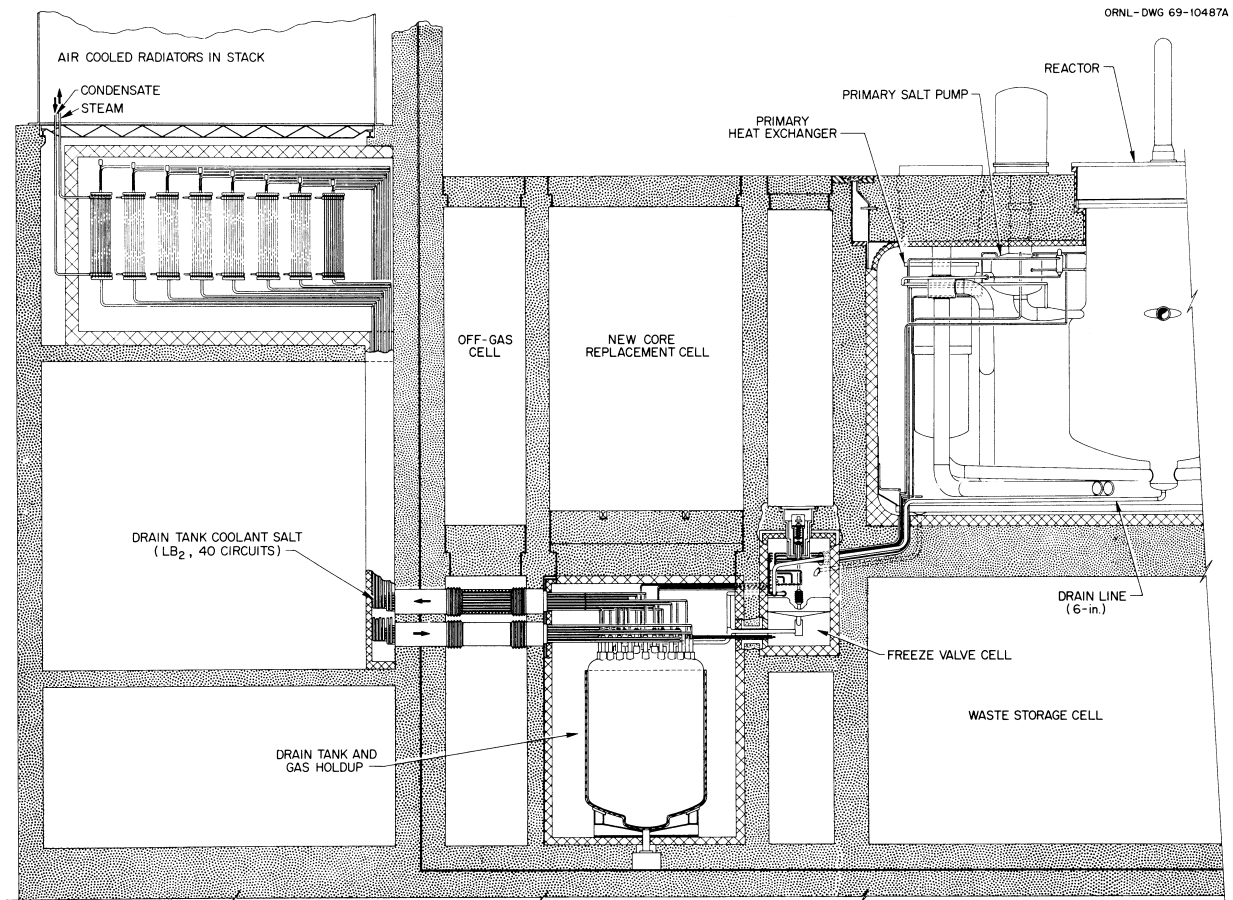 ORNL-DWG 69-10487A
AIR COOLED RADIATORS IN STACK
CONDENSATE
STEAM
REACTOR
PRIMARY SALT PUMP
PRIMARY
HEAT EXCHANGER
OFF-GAS
CELL
NEW CORE
REPLACEMENT CELL
DRAIN TANK COOLANT SALT
(LB₂, 40 CIRCUITS)
DRAIN LINE
(6-in.)
FREEZE VALVE CELL
WASTE STORAGE CELL
DRAIN TANK AND
GAS HOLDUP